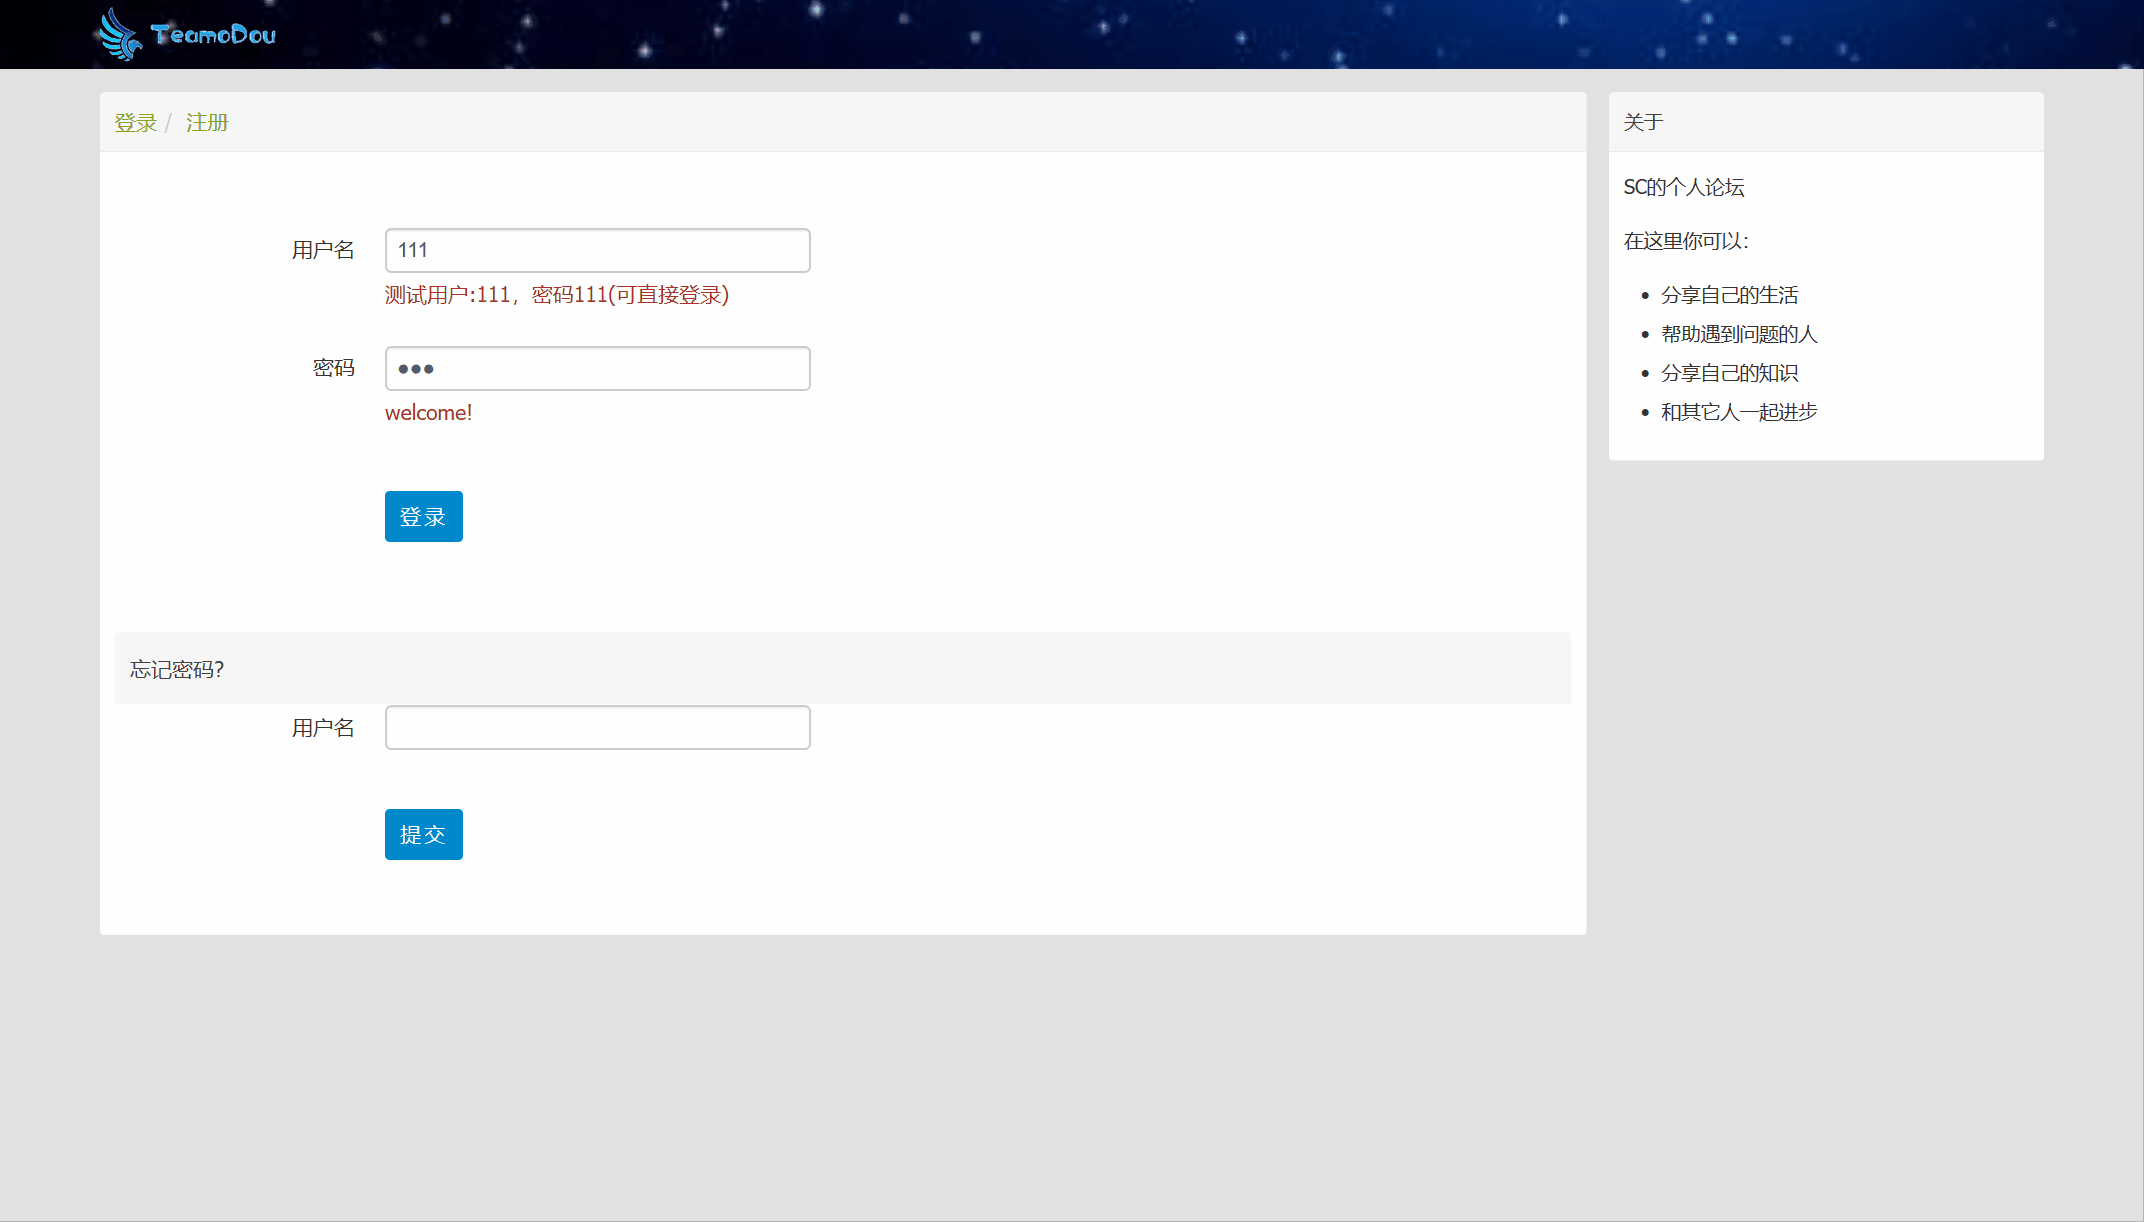 TeamoDou
登录 / 注册
用户名 111
测试用户:111，密码111(可直接登录)
密码 ●●●
welcome!
登录
忘记密码?
用户名
提交
关于
SC的个人论坛
在这里你可以：
• 分享自己的生活
• 帮助遇到问题的人
• 分享自己的知识
• 和其它人一起进步